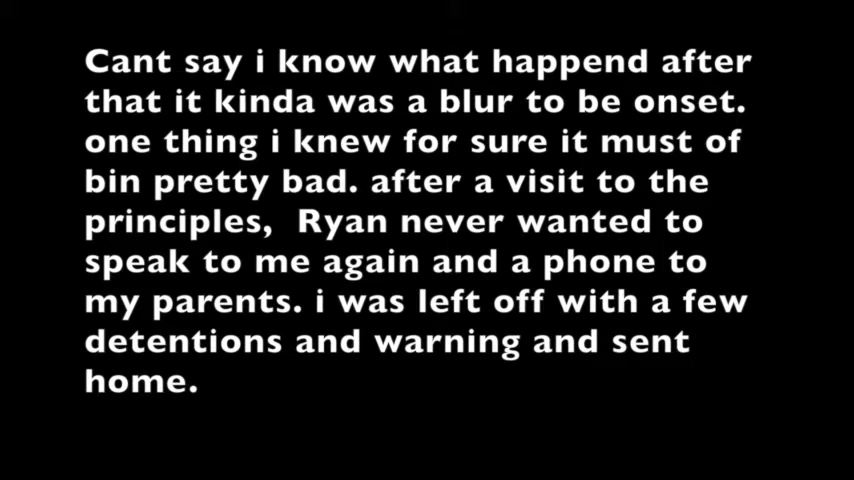 Cant say i know what happend after
that it kinda was a blur to be onset.
one thing i knew for sure it must of
bin pretty bad. after a visit to the
principles,  Ryan never wanted to
speak to me again and a phone to
my parents. i was left off with a few
detentions and warning and sent
home.